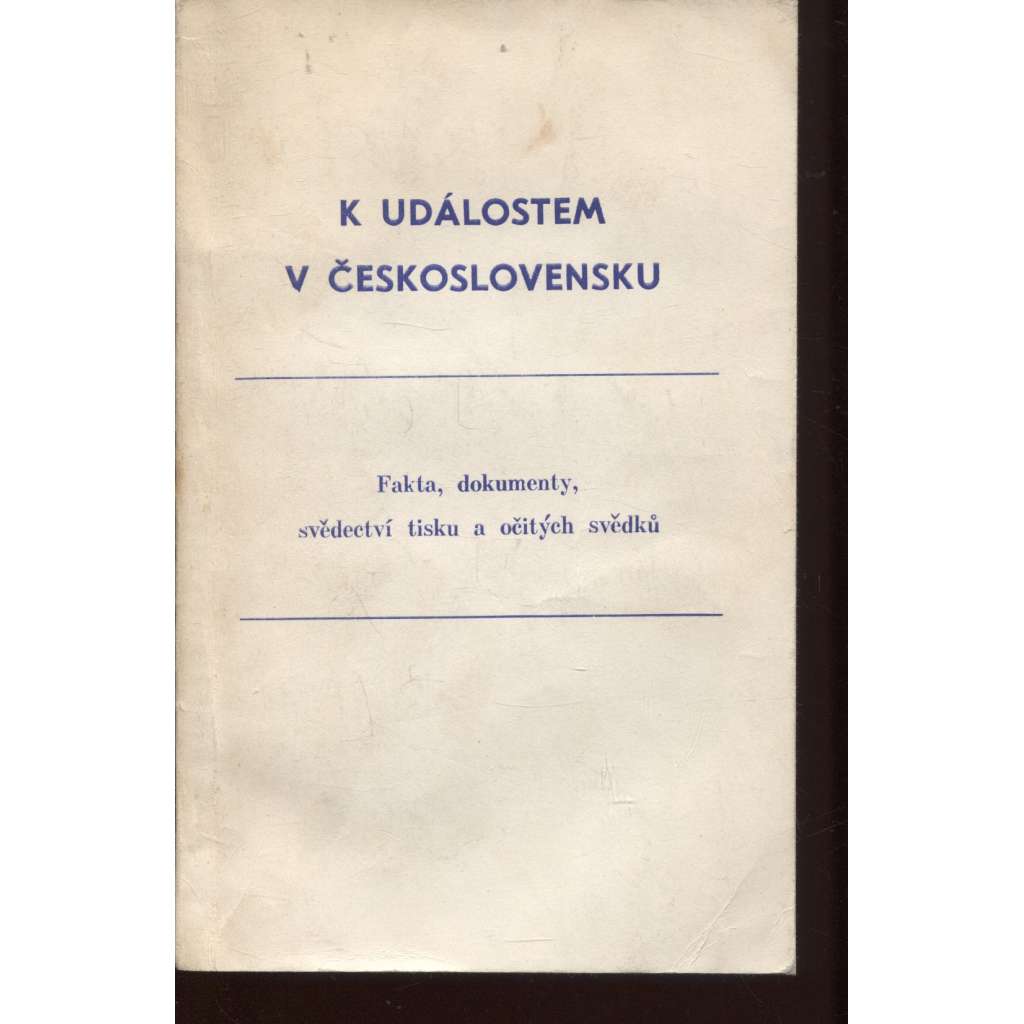 K UDÁLOSTEM
V ČESKOSLOVENSKU
Fakta, dokumenty,
svědectví tisku a očitých svědků